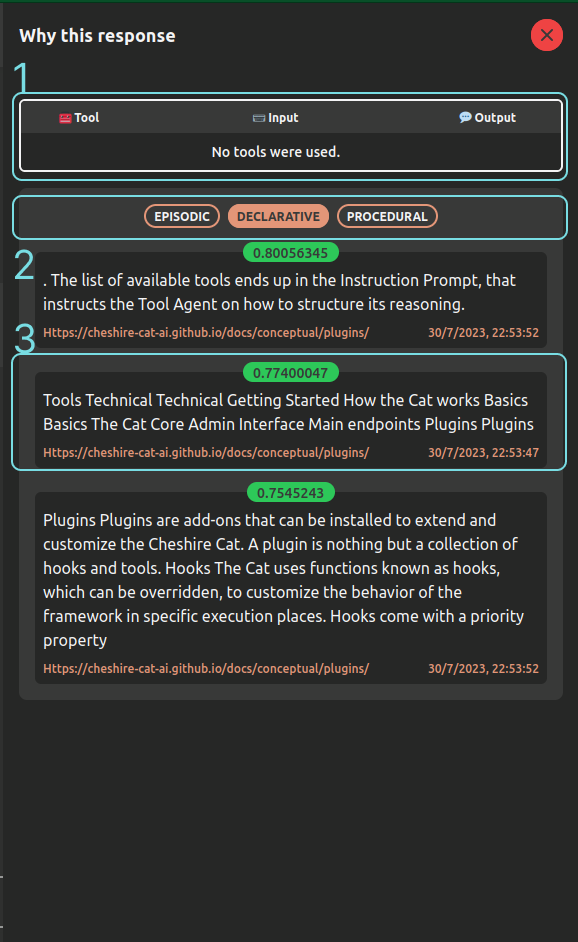 Why this response
1
Tool Input Output
No tools were used.
EPISODIC DECLARATIVE PROCEDURAL
2
0.80056345
. The list of available tools ends up in the Instruction Prompt, that
instructs the Tool Agent on how to structure its reasoning.
Https://cheshire-cat-ai.github.io/docs/conceptual/plugins/ 30/7/2023, 22:53:52
3
0.77400047
Tools Technical Technical Getting Started How the Cat works Basics
Basics The Cat Core Admin Interface Main endpoints Plugins Plugins
Https://cheshire-cat-ai.github.io/docs/conceptual/plugins/ 30/7/2023, 22:53:47
0.7545243
Plugins Plugins are add-ons that can be installed to extend and
customize the Cheshire Cat. A plugin is nothing but a collection of
hooks and tools. Hooks The Cat uses functions known as hooks,
which can be overridden, to customize the behavior of the
framework in specific execution places. Hooks come with a priority
property
Https://cheshire-cat-ai.github.io/docs/conceptual/plugins/ 30/7/2023, 22:53:52